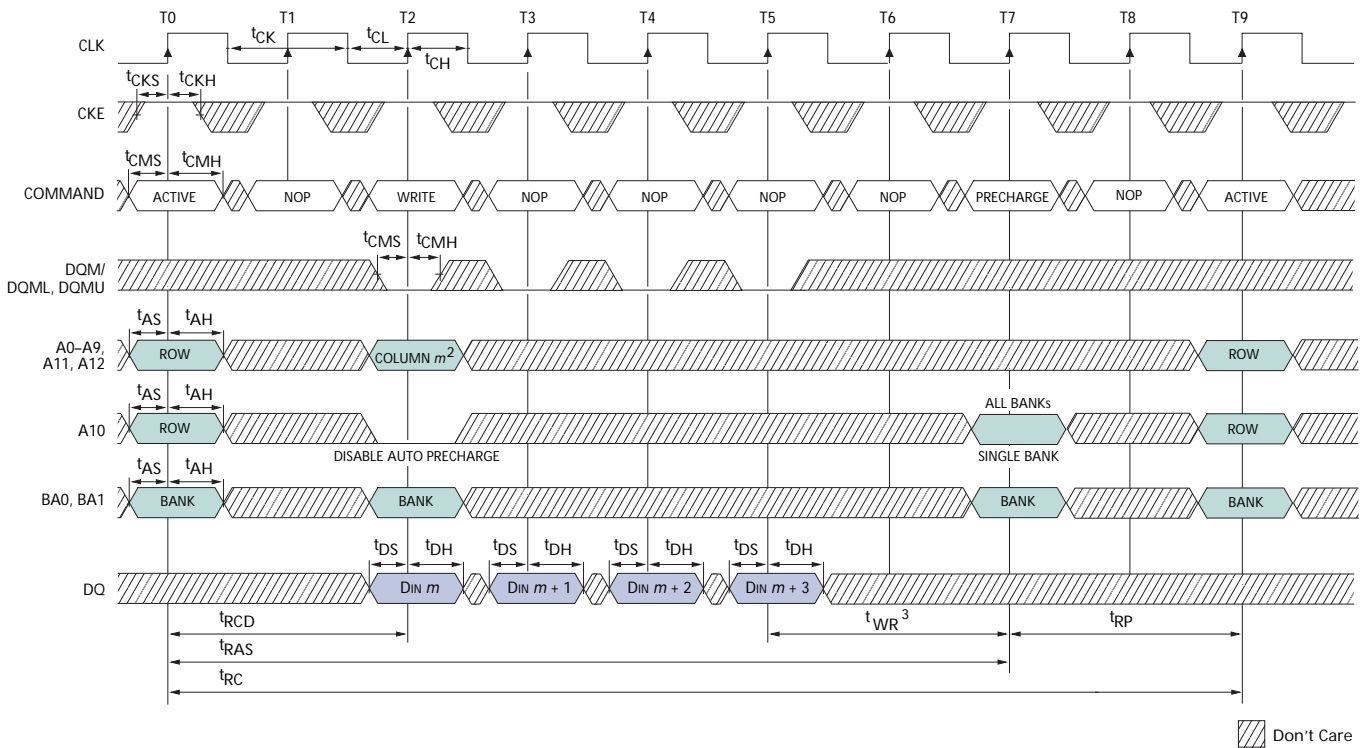 T0 T1 T2 T3 T4 T5 T6 T7 T8 T9
CLK
tCK tCL tCH
tCKS tCKH
CKE
tCMS tCMH
COMMAND ACTIVE NOP WRITE NOP NOP NOP NOP PRECHARGE NOP ACTIVE
tCMS tCMH
DQM/
DQML, DQMU
tAS tAH
A0–A9,
A11, A12
ROW COLUMN m2 ROW
tAS tAH
ALL BANKs
A10 ROW ROW
DISABLE AUTO PRECHARGE SINGLE BANK
tAS tAH
BA0, BA1 BANK BANK BANK BANK
tDS tDH tDS tDH tDS tDH tDS tDH
DQ DIN m DIN m + 1 DIN m + 2 DIN m + 3
tRCD tWR3 tRP
tRAS
tRC
Don't Care